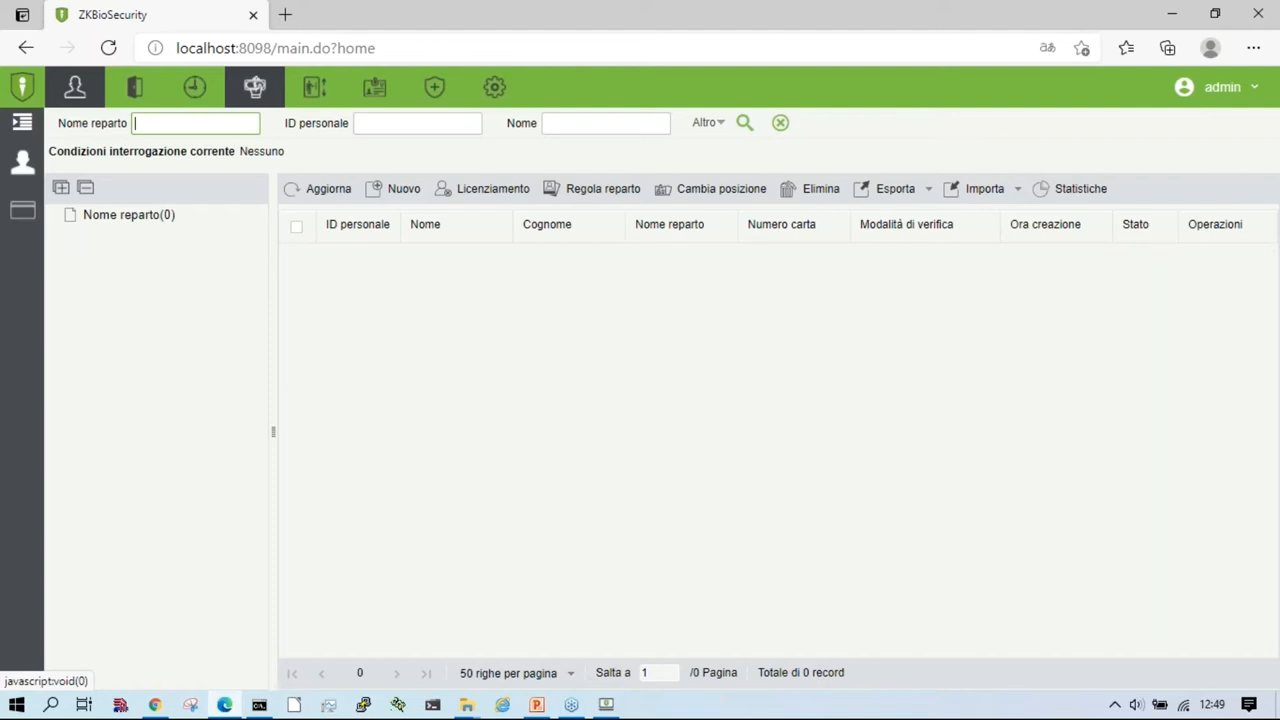 ZKBioSecurity
localhost:8098/main.do?home
admin
Nome reparto ID personale Nome Altro
Condizioni interrogazione corrente Nessuno
Aggiorna Nuovo Licenziamento Regola reparto Cambia posizione Elimina Esporta Importa Statistiche
Nome reparto(0)
ID personale Nome Cognome Nome reparto Numero carta Modalità di verifica Ora creazione Stato Operazioni
0 50 righe per pagina Salta a 1 /0 Pagina Totale di 0 record
javascript:void(0)
12:49